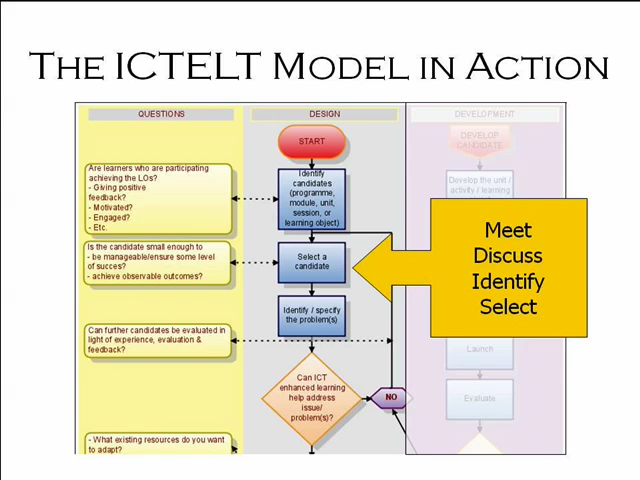 THE ICTELT MODEL IN ACTION
QUESTIONS
DESIGN
DEVELOPMENT
START
DEVELOP
CANDIDATE
Are learners who are participating
achieving the LOs?
- Giving positive
feedback?
- Motivated?
- Engaged?
- Etc.
Identify
candidates
(programme,
module, unit,
session, or
learning object)
Develop the unit /
activity / learning
Is the candidate small enough to
- be manageable/ensure some level
of succes?
- achieve observable outcomes?
Select a
candidate
Meet
Discuss
Identify
Select
Identify / specify
the problem(s)
Can further candidates be evaluated in
light of experience, evaluation &
feedback?
Launch
Can ICT
enhanced learning
help address
issue/
problem(s)?
NO
Evaluate
- What existing resources do you want
to adapt?